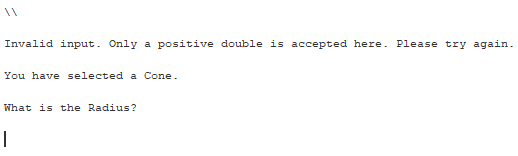 \\
Invalid input. Only a positive double is accepted here. Please try again.
You have selected a Cone.
What is the Radius?